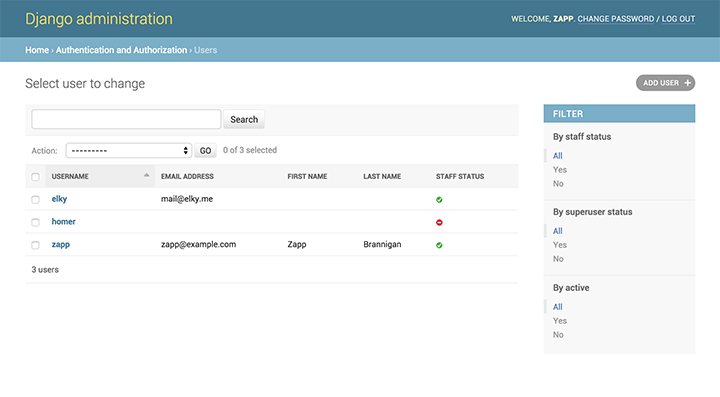 Django administration
WELCOME, ZAPP. CHANGE PASSWORD / LOG OUT
Home › Authentication and Authorization › Users
Select user to change
ADD USER +
Search
Action: --------- GO 0 of 3 selected
USERNAME EMAIL ADDRESS FIRST NAME LAST NAME STAFF STATUS
elky mail@elky.me
homer
zapp zapp@example.com Zapp Brannigan
3 users
FILTER
By staff status
All
Yes
No
By superuser status
All
Yes
No
By active
All
Yes
No